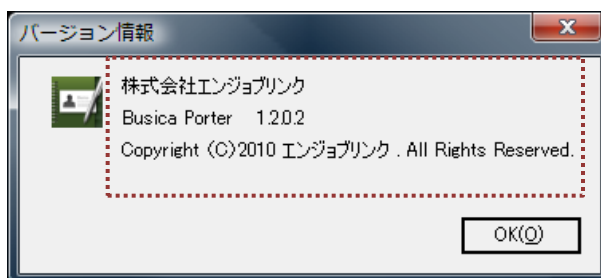 バージョン情報
株式会社エンジョブリンク
Busica Porter 1.2.0.2
Copyright (C)2010 エンジョブリンク . All Rights Reserved.
OK(O)